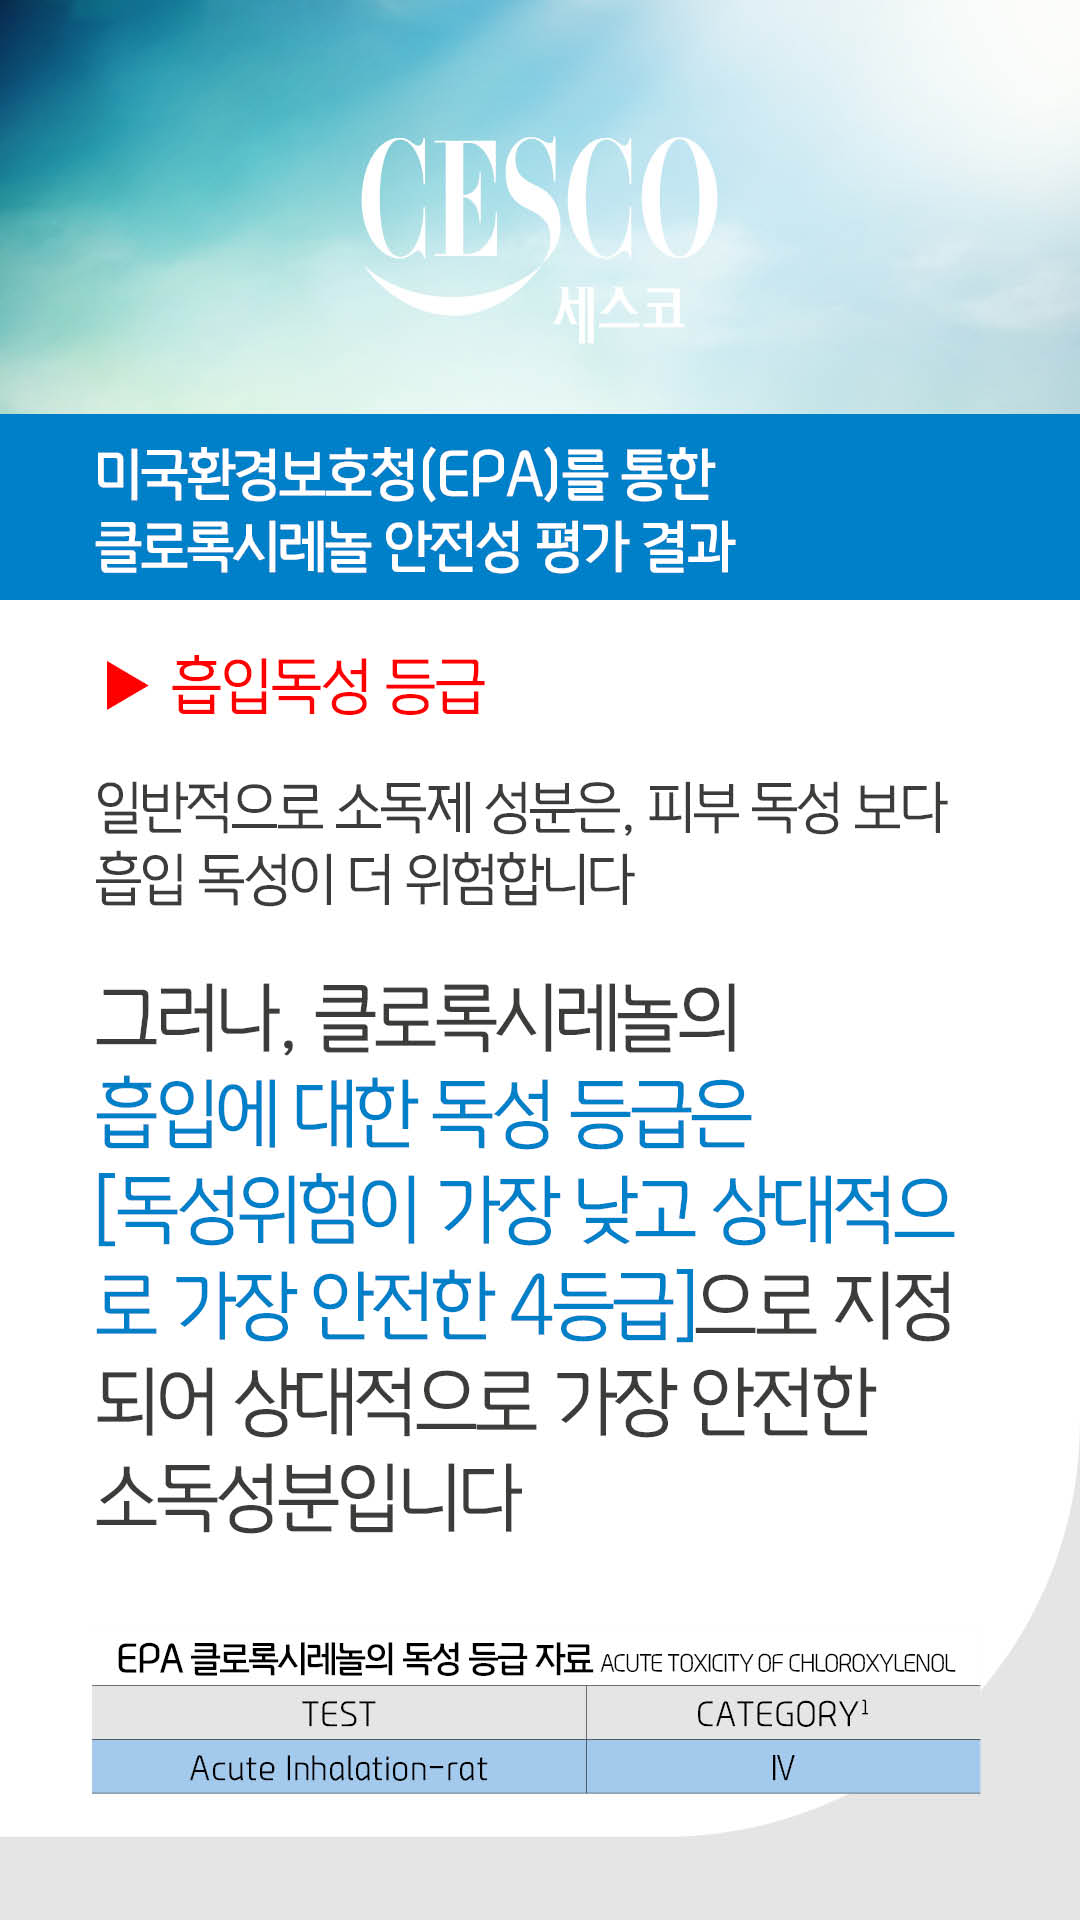 CESCO
세스코
미국환경보호청(EPA)를 통한
클로록시레놀 안전성 평가 결과
▶ 흡입독성 등급
일반적으로 소독제 성분은, 피부 독성 보다
흡입 독성이 더 위험합니다
그러나, 클로록시레놀의
흡입에 대한 독성 등급은
[독성위험이 가장 낮고 상대적으
로 가장 안전한 4등급]으로 지정
되어 상대적으로 가장 안전한
소독성분입니다
EPA 클로록시레놀의 독성 등급 자료 ACUTE TOXICITY OF CHLOROXYLENOL
TEST CATEGORY¹
Acute Inhalation-rat IV